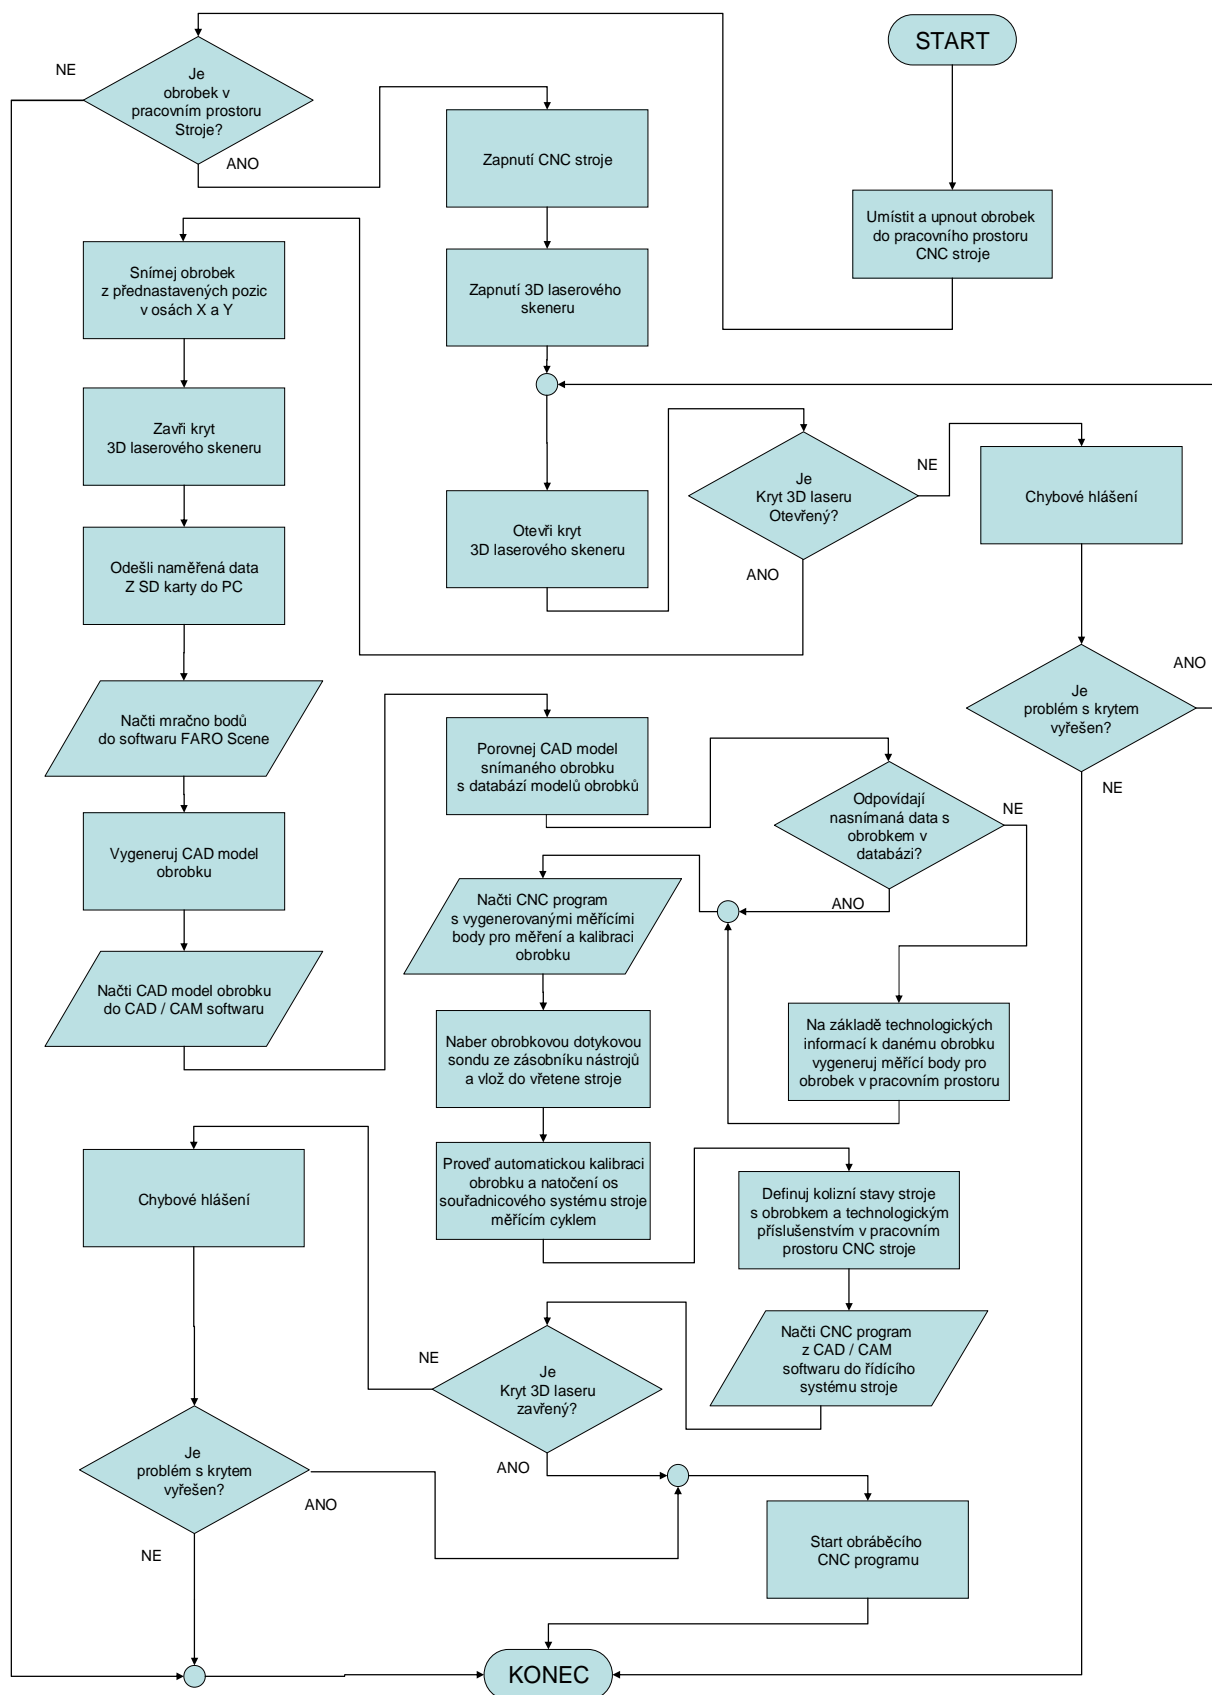 START
Umístit a upnout obrobek
do pracovního prostoru
CNC stroje
Je
obrobek v
pracovním prostoru
Stroje?
NE
ANO
Zapnutí CNC stroje
Zapnutí 3D laserového
skeneru
Otevři kryt
3D laserového skeneru
Je
Kryt 3D laseru
Otevřený?
NE
ANO
Chybové hlášení
Je
problém s krytem
vyřešen?
ANO
NE
Snímej obrobek
z přednastavených pozic
v osách X a Y
Zavři kryt
3D laserového skeneru
Odešli naměřená data
Z SD karty do PC
Načti mračno bodů
do softwaru FARO Scene
Vygeneruj CAD model
obrobku
Načti CAD model obrobku
do CAD / CAM softwaru
Porovnej CAD model
snímaného obrobku
s databází modelů obrobků
Odpovídají
nasnímaná data s
obrobkem v
databázi?
NE
ANO
Na základě technologických
informací k danému obrobku
vygeneruj měřící body pro
obrobek v pracovním prostoru
Načti CNC program
s vygenerovanými měřícími
body pro měření a kalibraci
obrobku
Naber obrobkovou dotykovou
sondu ze zásobníku nástrojů
a vlož do vřetene stroje
Proveď automatickou kalibraci
obrobku a natočení os
souřadnicového systému stroje
měřícím cyklem
Definuj kolizní stavy stroje
s obrobkem a technologickým
příslušenstvím v pracovním
prostoru CNC stroje
Načti CNC program
z CAD / CAM
softwaru do řídícího
systému stroje
Je
Kryt 3D laseru
zavřený?
NE
ANO
Chybové hlášení
Je
problém s krytem
vyřešen?
ANO
NE
Start obráběcího
CNC programu
KONEC